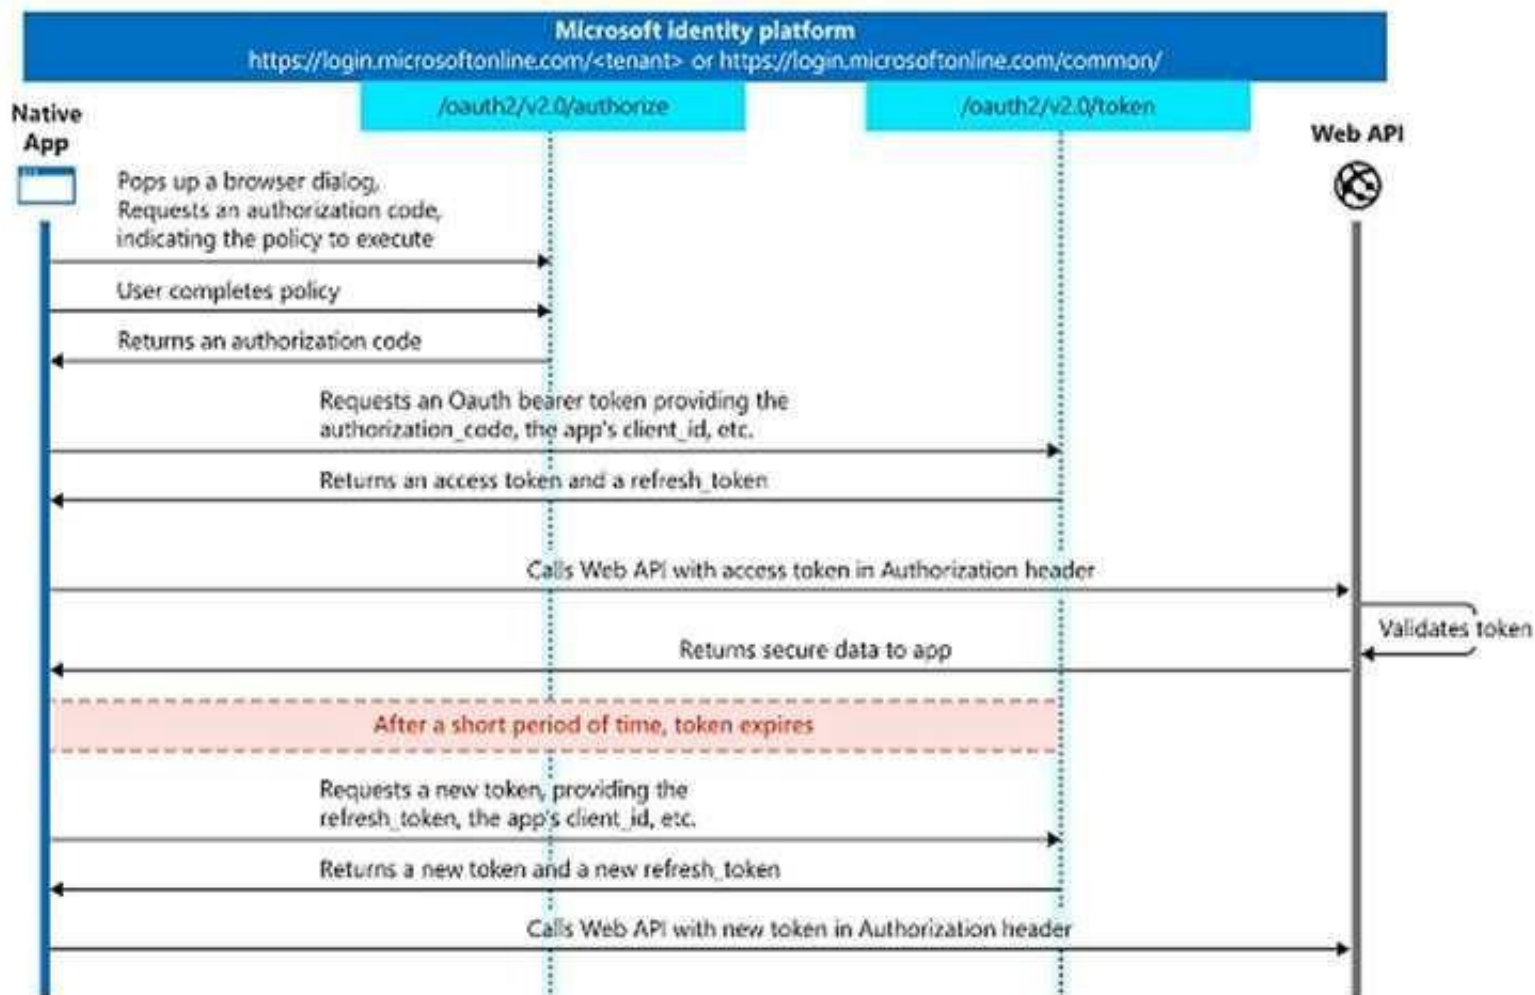 Microsoft identity platform
https://login.microsoftonline.com/<tenant> or https://login.microsoftonline.com/common/
/oauth2/v2.0/authorize
/oauth2/v2.0/token
Native
App
Web API
Pops up a browser dialog,
Requests an authorization code,
indicating the policy to execute
User completes policy
Returns an authorization code
Requests an Oauth bearer token providing the
authorization_code, the app's client_id, etc.
Returns an access token and a refresh_token
Calls Web API with access token in Authorization header
Validates token
Returns secure data to app
After a short period of time, token expires
Requests a new token, providing the
refresh_token, the app's client_id, etc.
Returns a new token and a new refresh_token
Calls Web API with new token in Authorization header